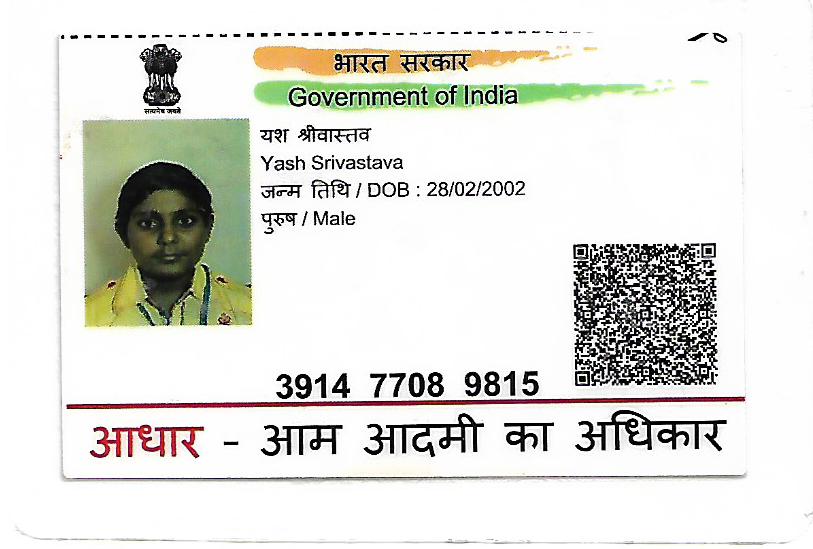 भारत सरकार
Government of India
सत्यमेव जयते
यश श्रीवास्तव
Yash Srivastava
जन्म तिथि / DOB : 28/02/2002
पुरुष / Male
3914 7708 9815
आधार - आम आदमी का अधिकार